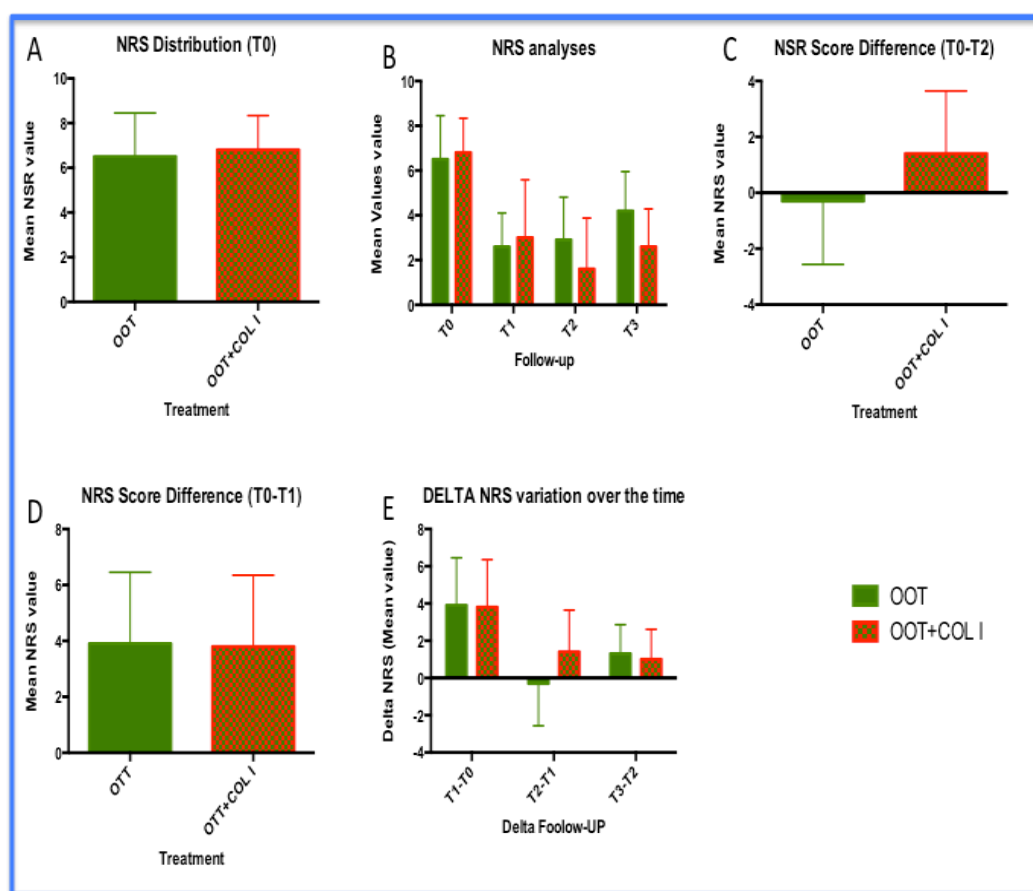 A
NRS Distribution (T0)
Mean NSR value
10
8
6
4
2
0
OOT
OOT+COL I
Treatment
B
NRS analyses
Mean Values value
10
8
6
4
2
0
T0
T1
T2
T3
Follow-up
C
NSR Score Difference (T0-T2)
Mean NRS value
4
2
0
-2
-4
OOT
OOT+COL I
Treatment
D
NRS Score Difference (T0-T1)
Mean NRS value
8
6
4
2
0
OTT
OTT+COL I
Treatment
E
DELTA NRS variation over the time
Delta NRS (Mean value)
8
6
4
2
0
-2
-4
T1-T0
T2-T1
T3-T2
Delta Foolow-UP
OOT
OOT+COL I